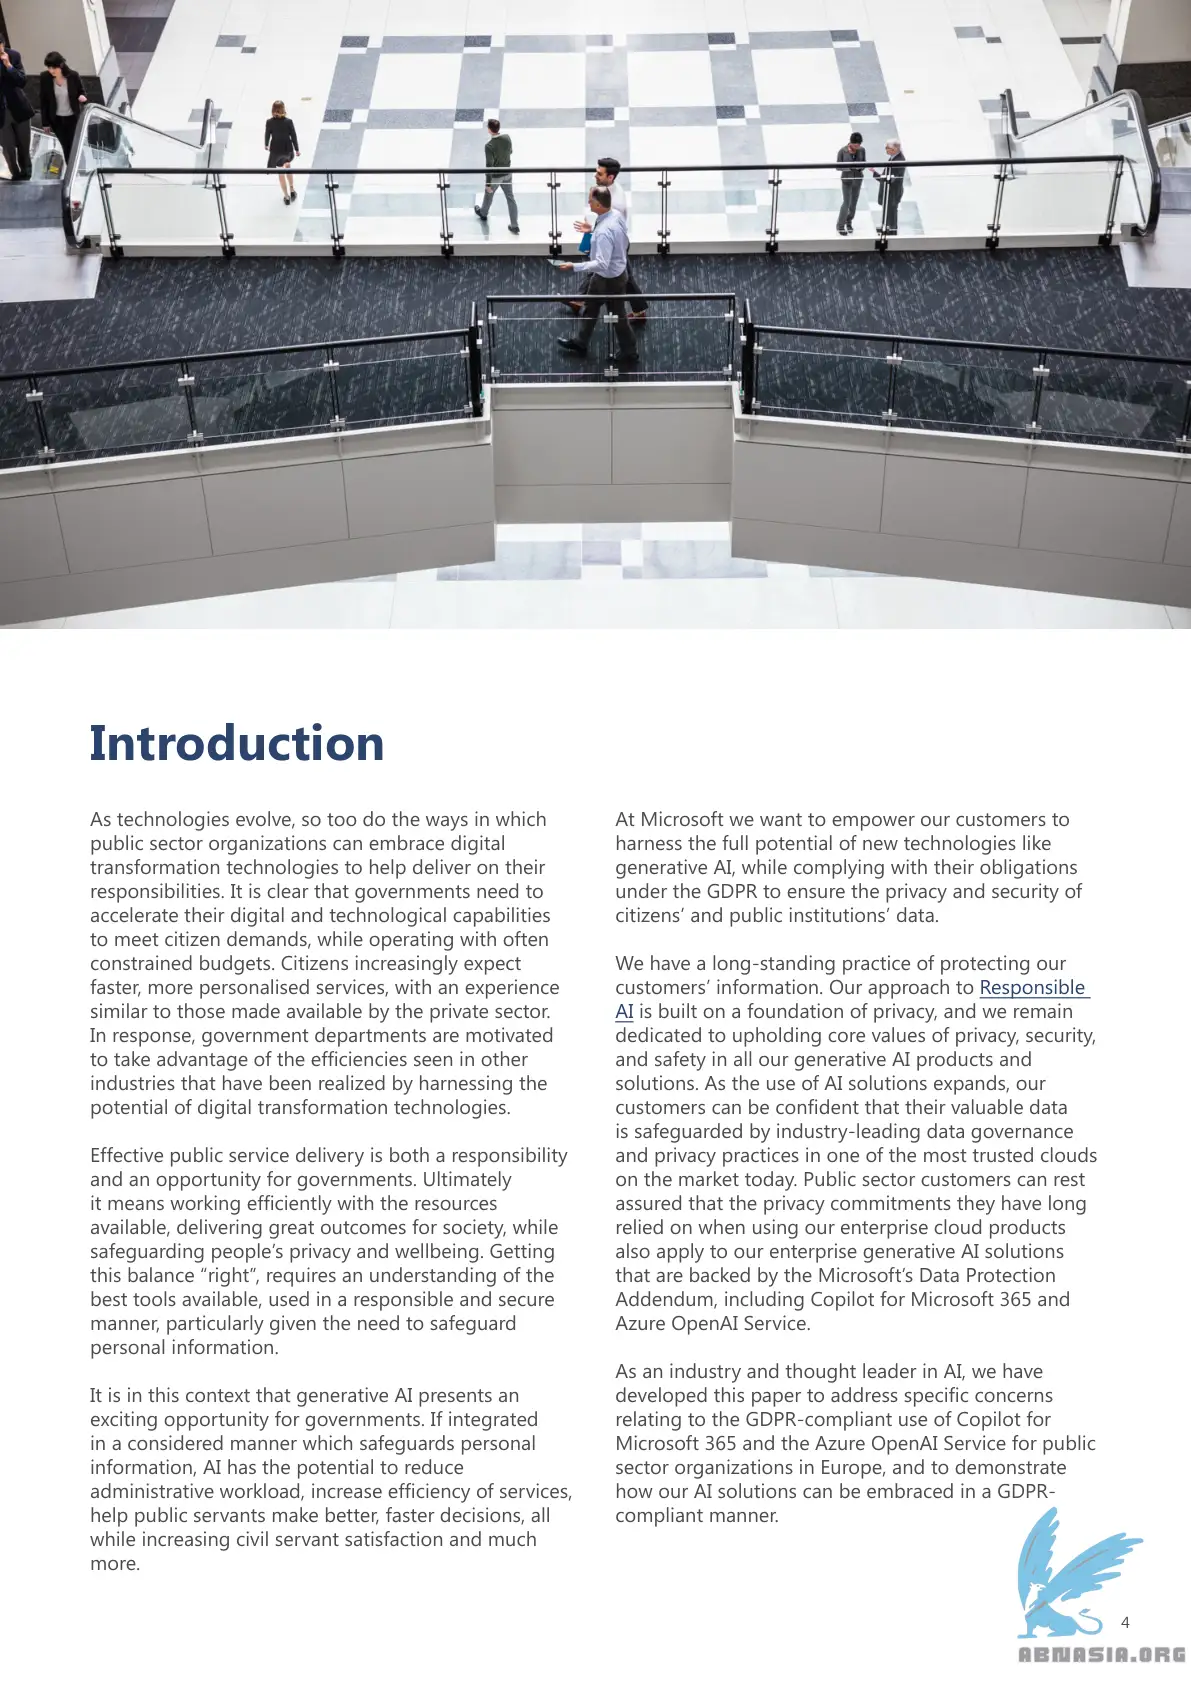 Introduction
As technologies evolve, so too do the ways in which
public sector organizations can embrace digital
transformation technologies to help deliver on their
responsibilities. It is clear that governments need to
accelerate their digital and technological capabilities
to meet citizen demands, while operating with often
constrained budgets. Citizens increasingly expect
faster, more personalised services, with an experience
similar to those made available by the private sector.
In response, government departments are motivated
to take advantage of the efficiencies seen in other
industries that have been realized by harnessing the
potential of digital transformation technologies.
Effective public service delivery is both a responsibility
and an opportunity for governments. Ultimately
it means working efficiently with the resources
available, delivering great outcomes for society, while
safeguarding people’s privacy and wellbeing. Getting
this balance “right”, requires an understanding of the
best tools available, used in a responsible and secure
manner, particularly given the need to safeguard
personal information.
It is in this context that generative AI presents an
exciting opportunity for governments. If integrated
in a considered manner which safeguards personal
information, AI has the potential to reduce
administrative workload, increase efficiency of services,
help public servants make better, faster decisions, all
while increasing civil servant satisfaction and much
more.
At Microsoft we want to empower our customers to
harness the full potential of new technologies like
generative AI, while complying with their obligations
under the GDPR to ensure the privacy and security of
citizens’ and public institutions’ data.
We have a long-standing practice of protecting our
customers’ information. Our approach to Responsible
AI is built on a foundation of privacy, and we remain
dedicated to upholding core values of privacy, security,
and safety in all our generative AI products and
solutions. As the use of AI solutions expands, our
customers can be confident that their valuable data
is safeguarded by industry-leading data governance
and privacy practices in one of the most trusted clouds
on the market today. Public sector customers can rest
assured that the privacy commitments they have long
relied on when using our enterprise cloud products
also apply to our enterprise generative AI solutions
that are backed by the Microsoft’s Data Protection
Addendum, including Copilot for Microsoft 365 and
Azure OpenAI Service.
As an industry and thought leader in AI, we have
developed this paper to address specific concerns
relating to the GDPR-compliant use of Copilot for
Microsoft 365 and the Azure OpenAI Service for public
sector organizations in Europe, and to demonstrate
how our AI solutions can be embraced in a GDPR-
compliant manner.
4
ABNASIA.ORG